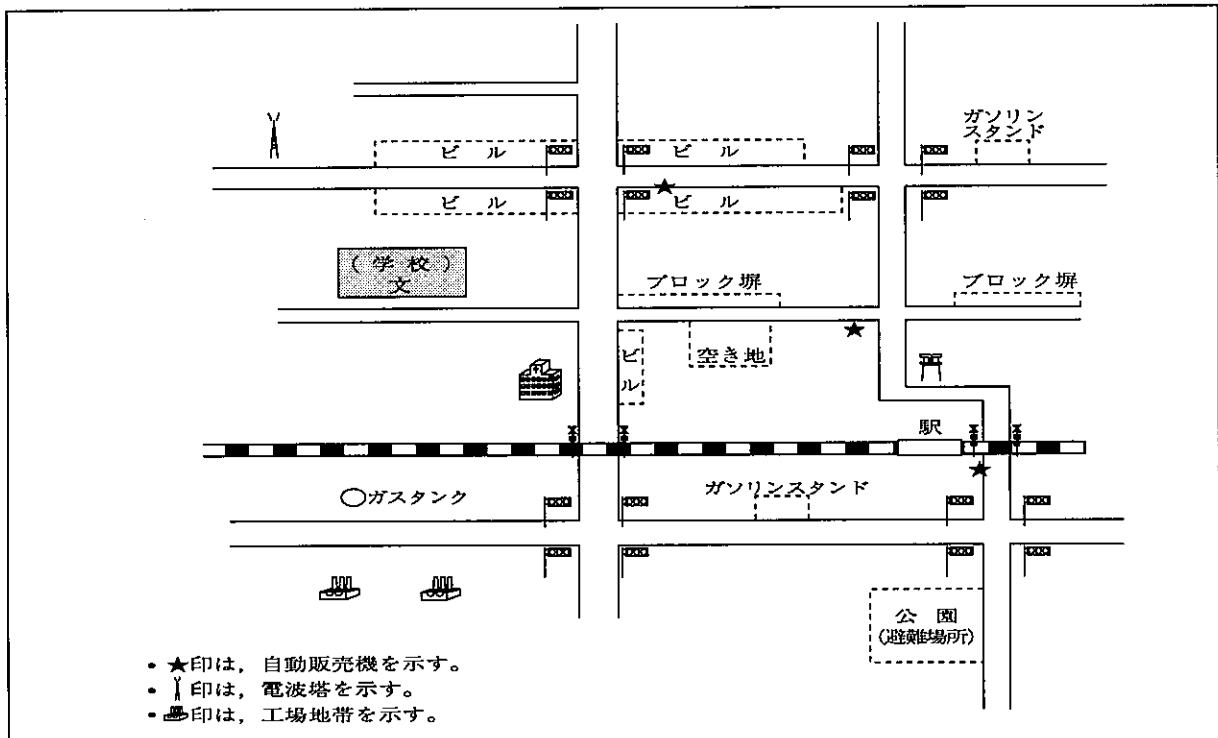 ガソリン
スタンド
ビル
ビル
ビル
ビル
(学校)
文
ブロック塀
ブロック塀
ビル
空き地
駅
ガスタンク
ガソリンスタンド
公園
(避難場所)
・★印は，自動販売機を示す。
・印は，電波塔を示す。
・印は，工場地帯を示す。